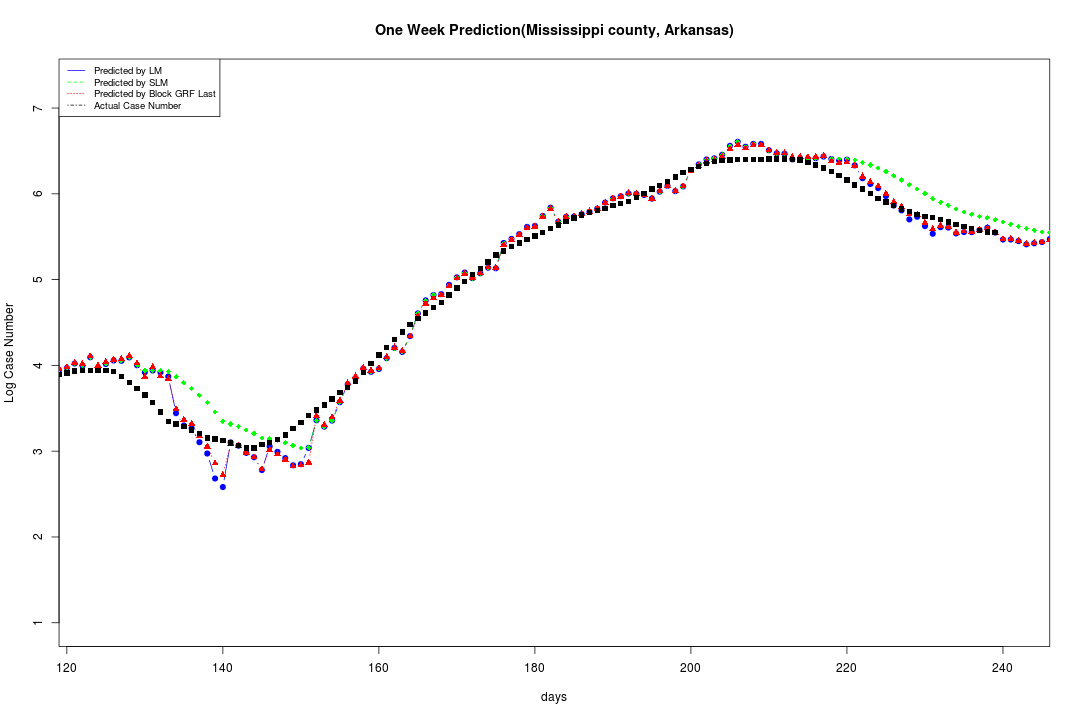 One Week Prediction(Mississippi county, Arkansas)
Predicted by LM
Predicted by SLM
Predicted by Block GRF Last
Actual Case Number
7
6
5
4
3
2
1
Log Case Number
120 140 160 180 200 220 240
days